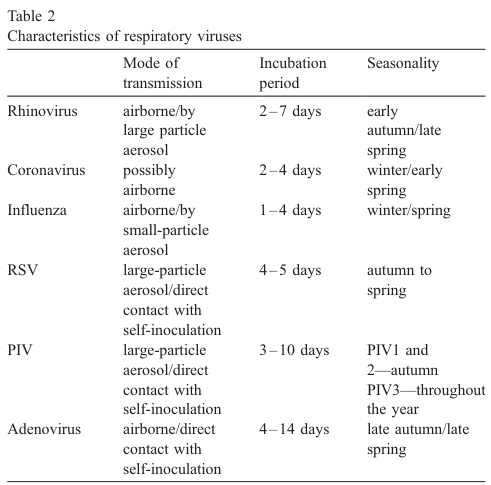 Table 2
Characteristics of respiratory viruses
Mode of transmission Incubation period Seasonality
Rhinovirus airborne/by large particle aerosol 2–7 days early autumn/late spring
Coronavirus possibly airborne 2–4 days winter/early spring
Influenza airborne/by small-particle aerosol 1–4 days winter/spring
RSV large-particle aerosol/direct contact with self-inoculation 4–5 days autumn to spring
PIV large-particle aerosol/direct contact with self-inoculation 3–10 days PIV1 and 2—autumn PIV3—throughout the year
Adenovirus airborne/direct contact with self-inoculation 4–14 days late autumn/late spring